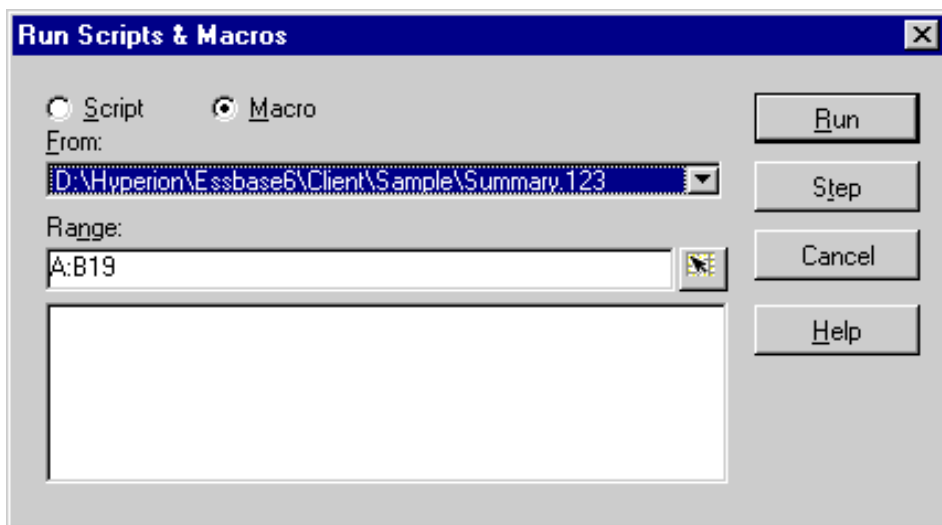 Run Scripts & Macros
Script Macro
From:
D:\Hyperion\Essbase6\Client\Sample\Summary.123
Range:
A:B19
Run
Step
Cancel
Help